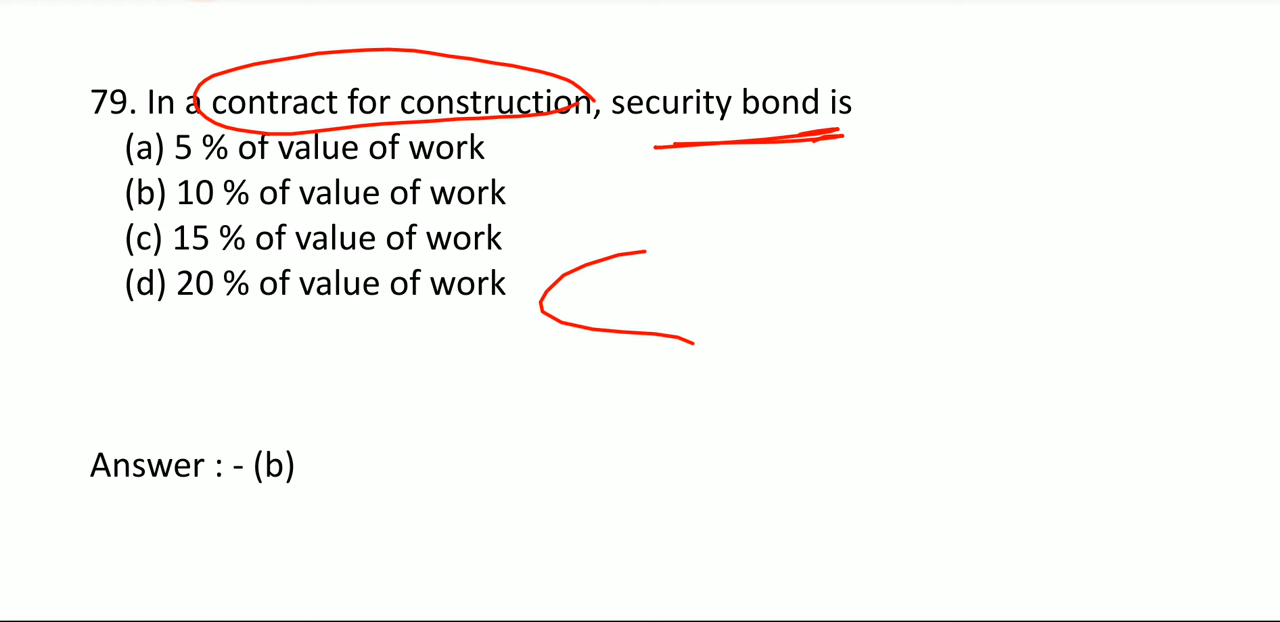 79. In a contract for construction, security bond is
(a) 5 % of value of work
(b) 10 % of value of work
(c) 15 % of value of work
(d) 20 % of value of work
Answer : - (b)